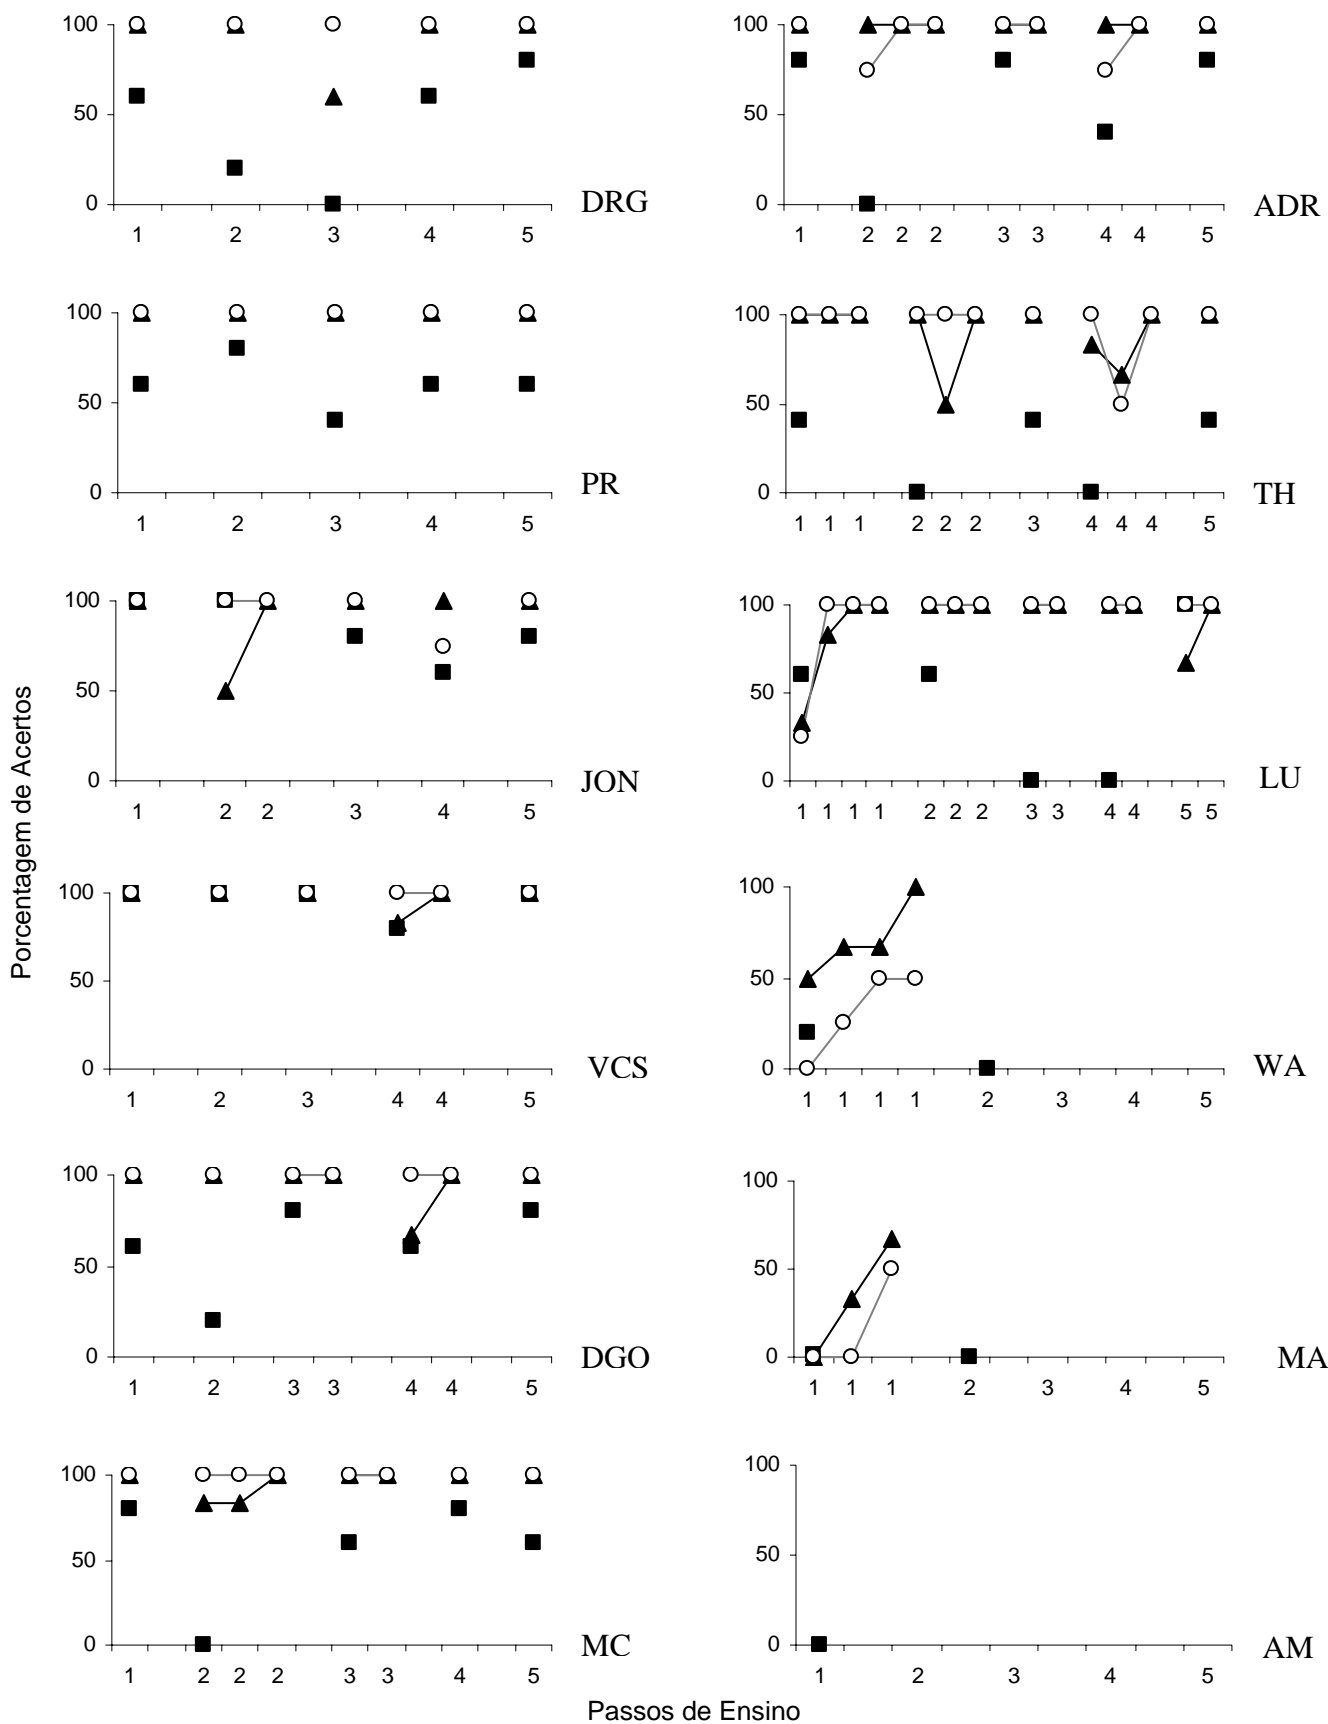 100
50
0
1 2 3 4 5
DRG
100
50
0
1 2 2 2 3 3 4 4 5
ADR
100
50
0
1 2 3 4 5
PR
100
50
0
1 1 1 2 2 2 3 4 4 4 5
TH
100
50
0
1 2 2 3 4 5
JON
100
50
0
1 1 1 1 2 2 2 3 3 4 4 5 5
LU
Porcentagem de Acertos
100
50
0
1 2 3 4 4 5
VCS
100
50
0
1 1 1 1 2 3 4 5
WA
100
50
0
1 2 3 3 4 4 5
DGO
100
50
0
1 1 1 2 3 4 5
MA
100
50
0
1 2 2 2 3 3 4 5
MC
100
50
0
1 2 3 4 5
AM
Passos de Ensino